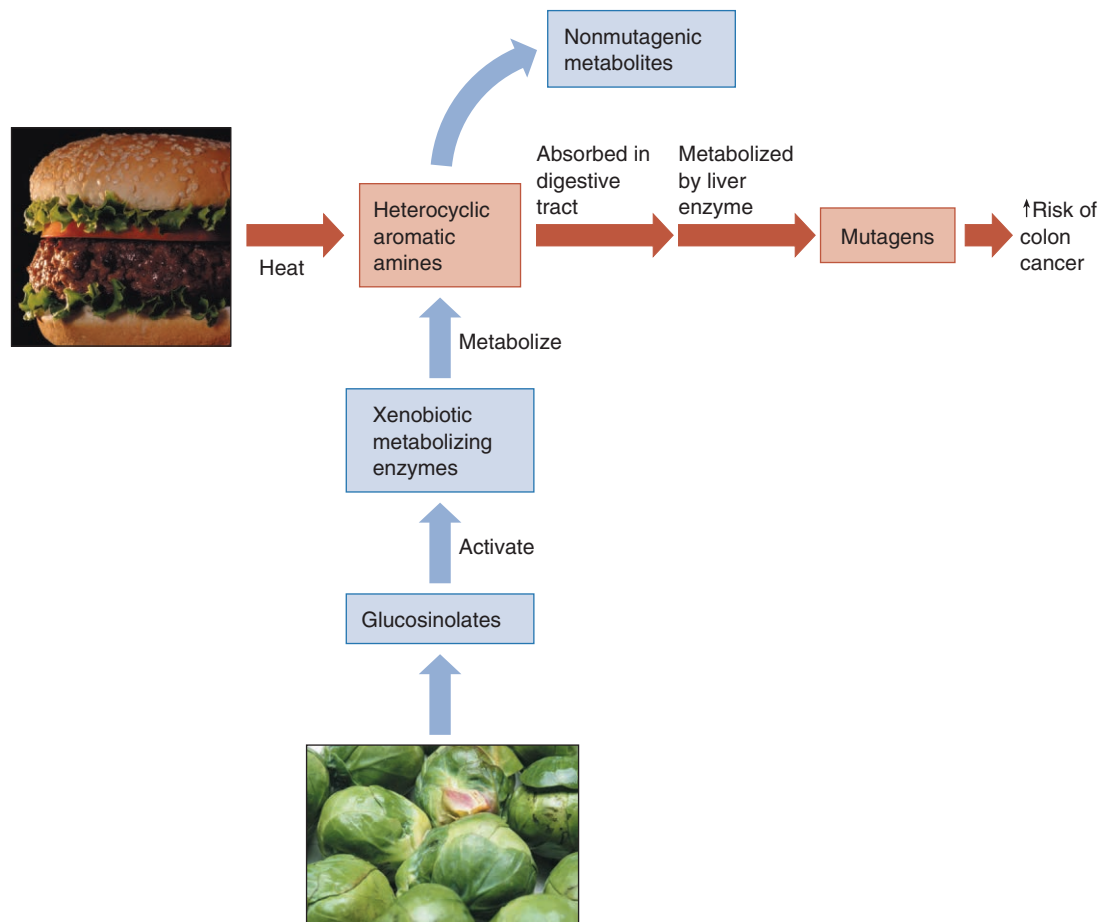 Nonmutagenic
metabolites
Absorbed in
digestive
tract
Metabolized
by liver
enzyme
Heterocyclic
aromatic
amines
Heat
Mutagens
↑Risk of
colon
cancer
Metabolize
Xenobiotic
metabolizing
enzymes
Activate
Glucosinolates